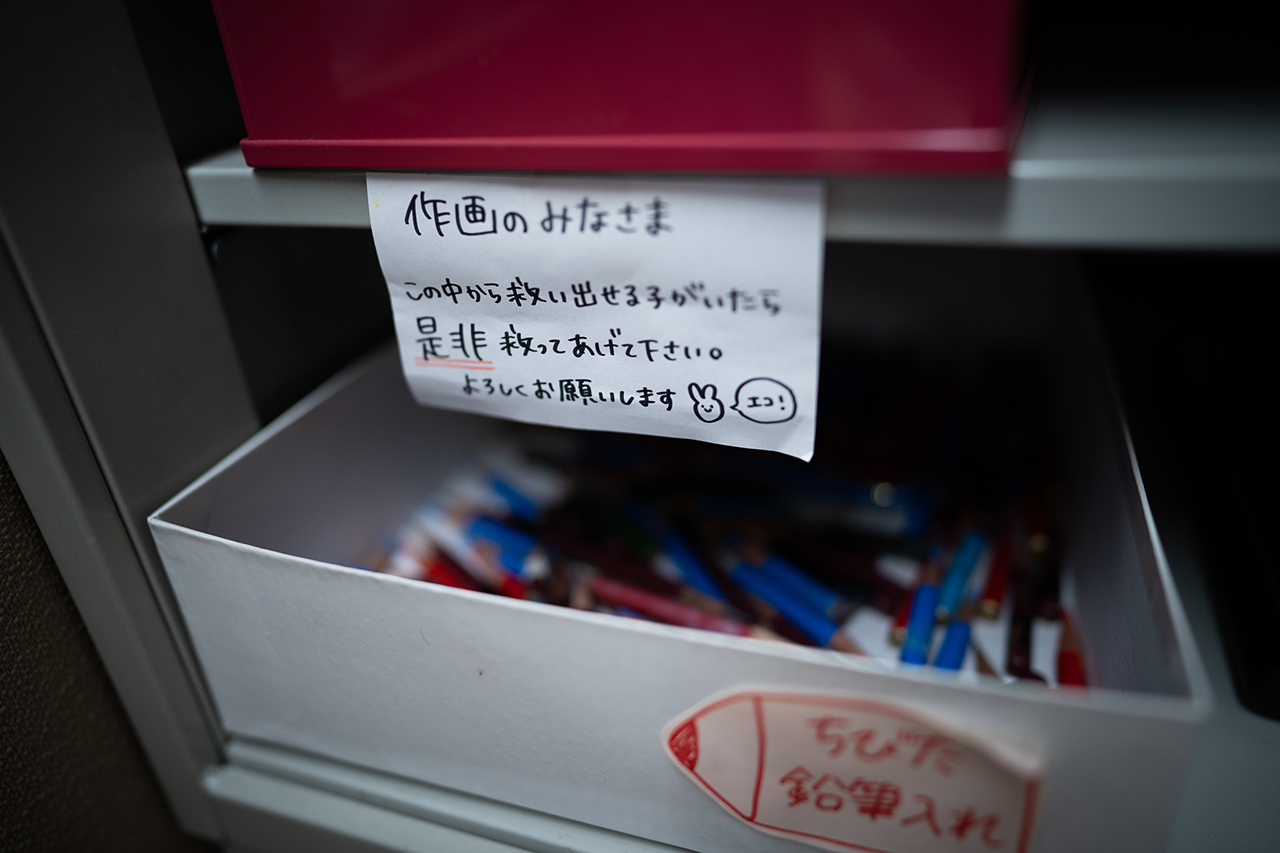 作画のみなさま
この中から救い出せる子がいたら
是非救ってあげて下さい。
よろしくお願いします
エコ!
ちびた
鉛筆入れ